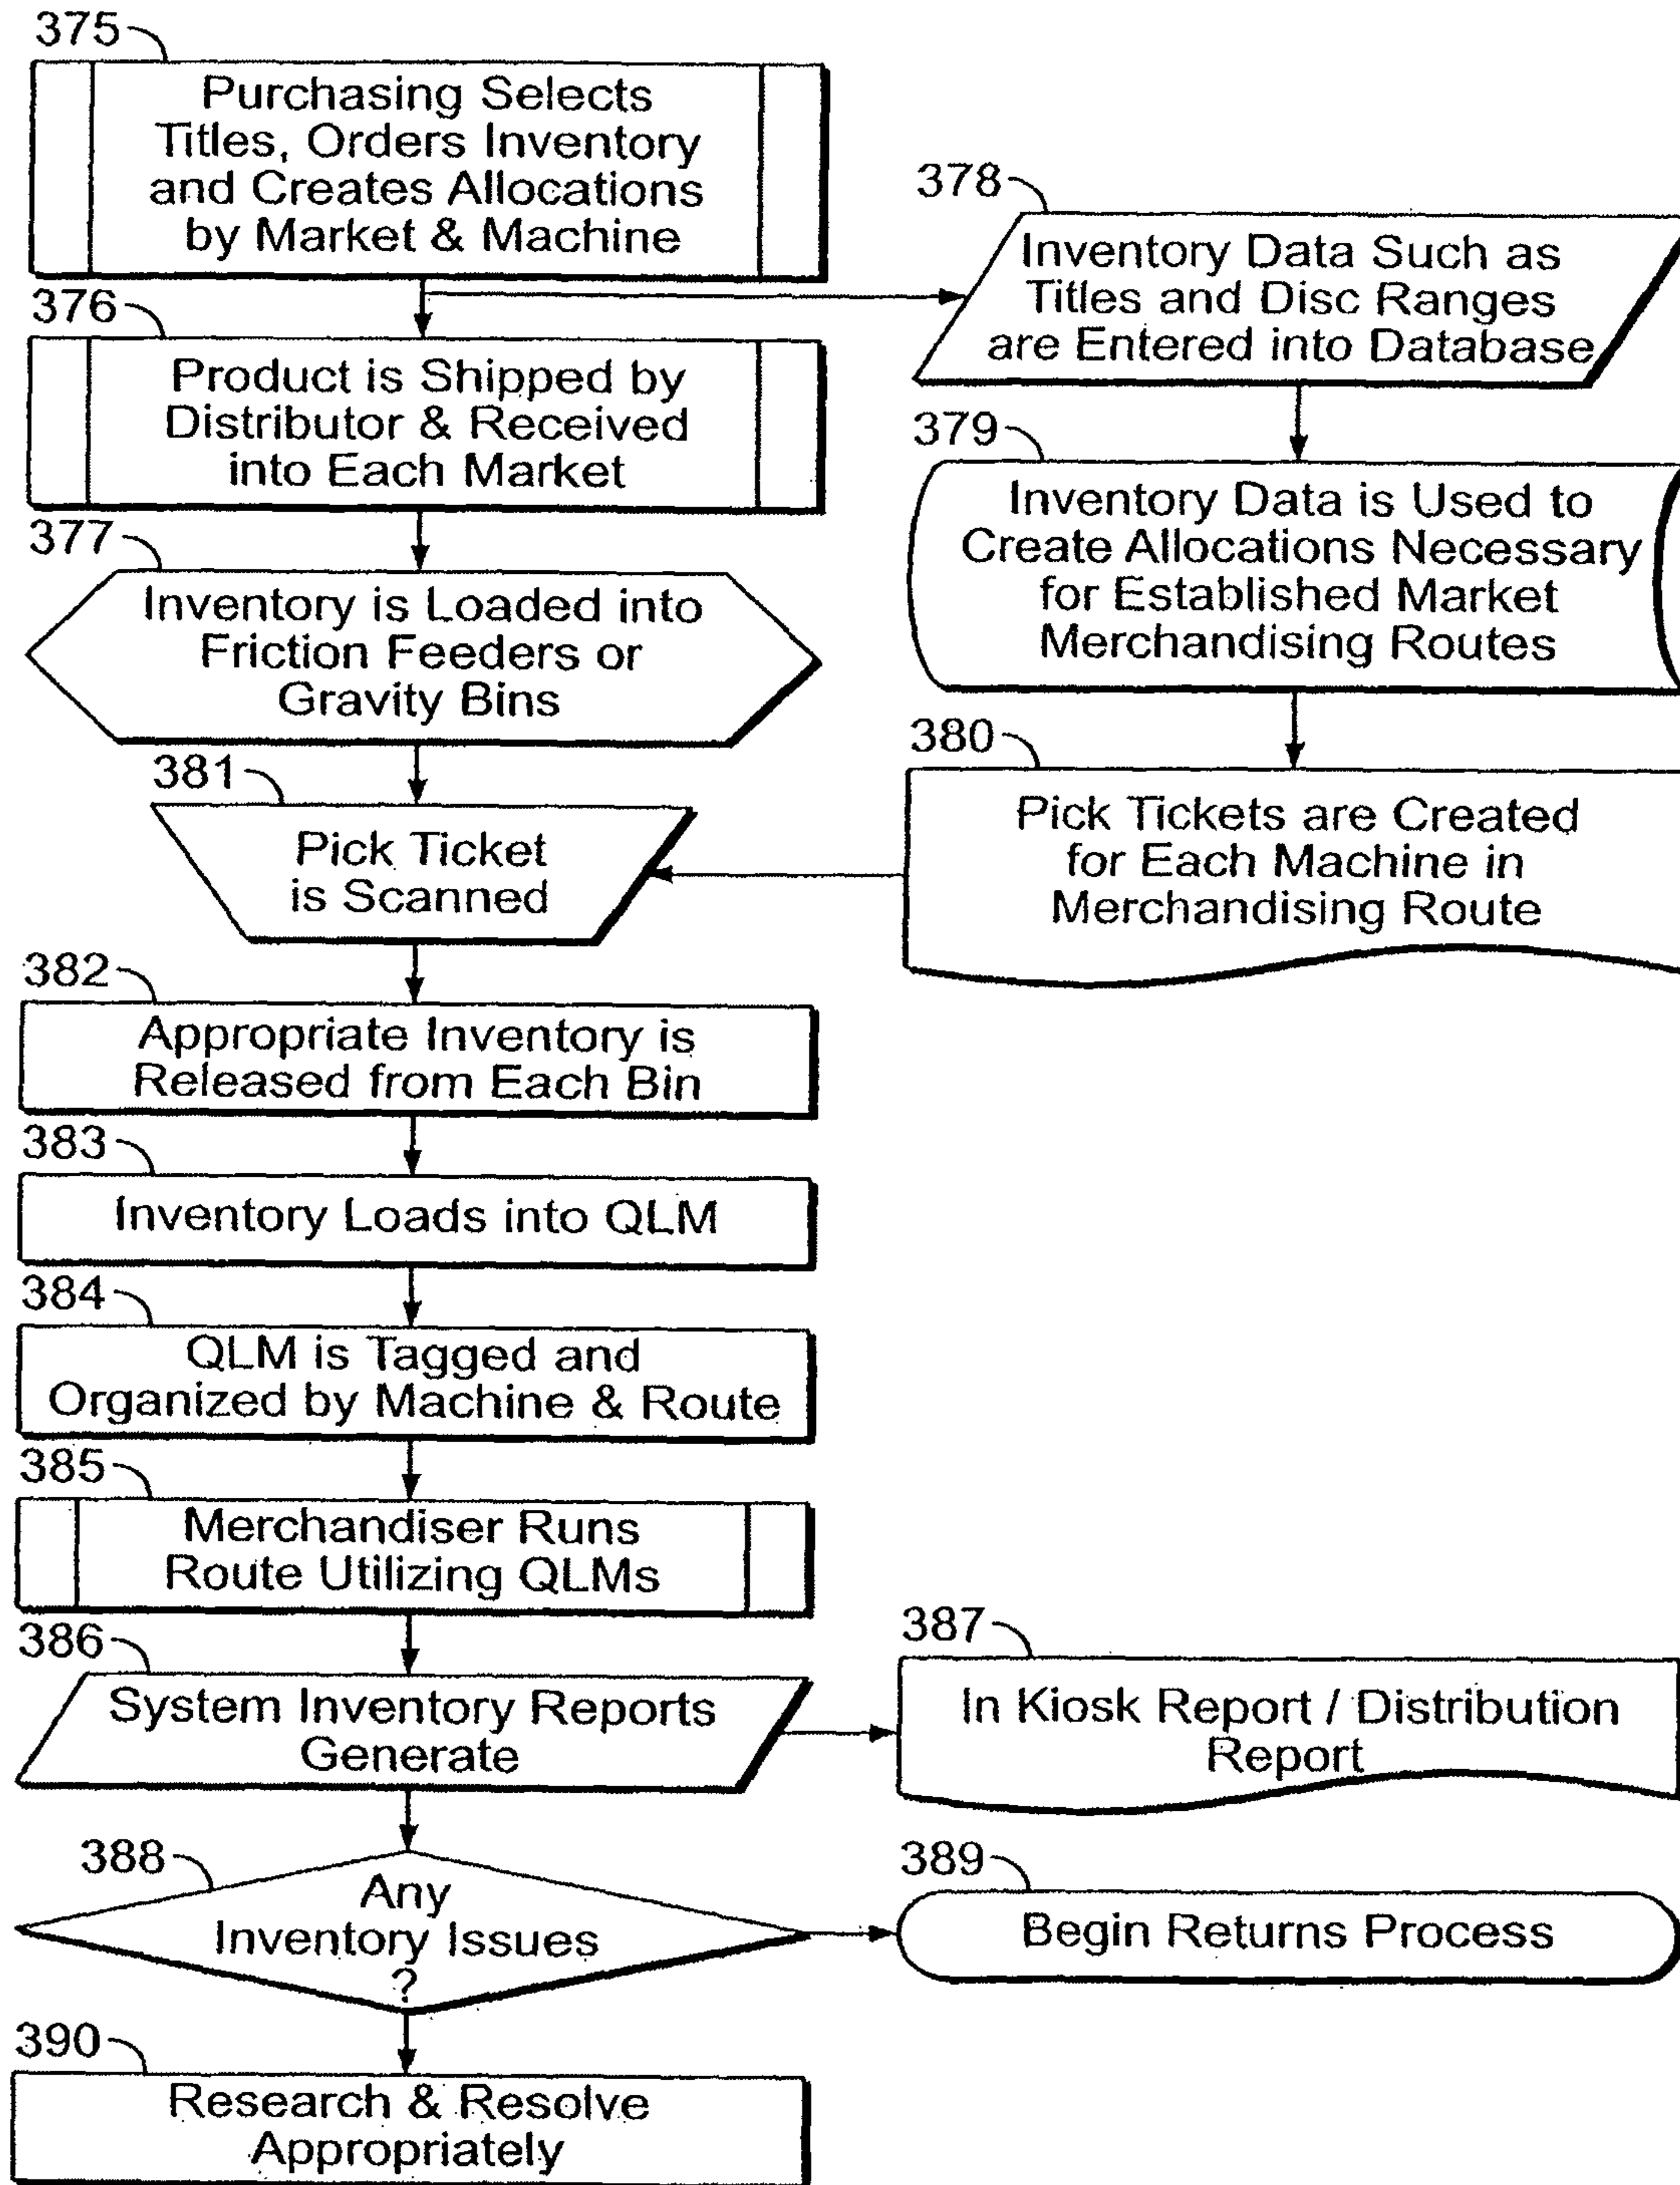 375
Purchasing Selects
Titles, Orders Inventory
and Creates Allocations
by Market & Machine
376
Product is Shipped by
Distributor & Received
into Each Market
377
Inventory is Loaded into
Friction Feeders or
Gravity Bins
378
Inventory Data Such as
Titles and Disc Ranges
are Entered into Database
379
Inventory Data is Used to
Create Allocations Necessary
for Established Market
Merchandising Routes
380
Pick Tickets are Created
for Each Machine in
Merchandising Route
381
Pick Ticket
is Scanned
382
Appropriate Inventory is
Released from Each Bin
383
Inventory Loads into QLM
384
QLM is Tagged and
Organized by Machine & Route
385
Merchandiser Runs
Route Utilizing QLMs
386
System Inventory Reports
Generate
387
In Kiosk Report / Distribution
Report
388
Any
Inventory Issues
?
389
Begin Returns Process
390
Research & Resolve
Appropriately